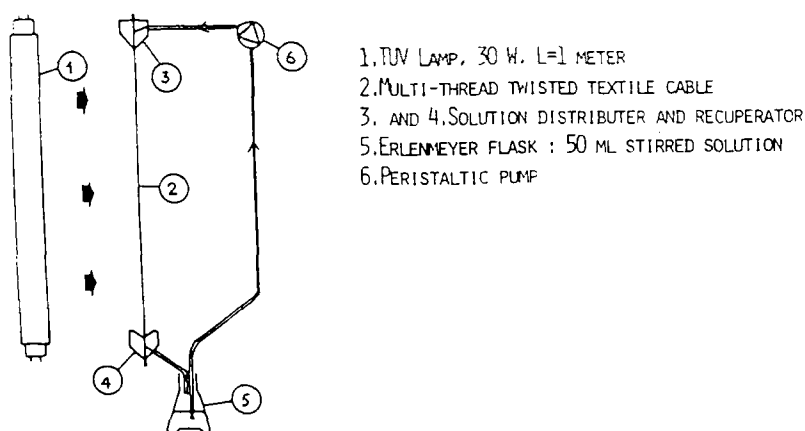 1
2
3
4
5
6
1.TUV LAMP, 30 W. L=1 METER
2.MULTI-THREAD TWISTED TEXTILE CABLE
3. AND 4.SOLUTION DISTRIBUTER AND RECUPERATOR
5.ERLENMEYER FLASK : 50 ML STIRRED SOLUTION
6.PERISTALTIC PUMP